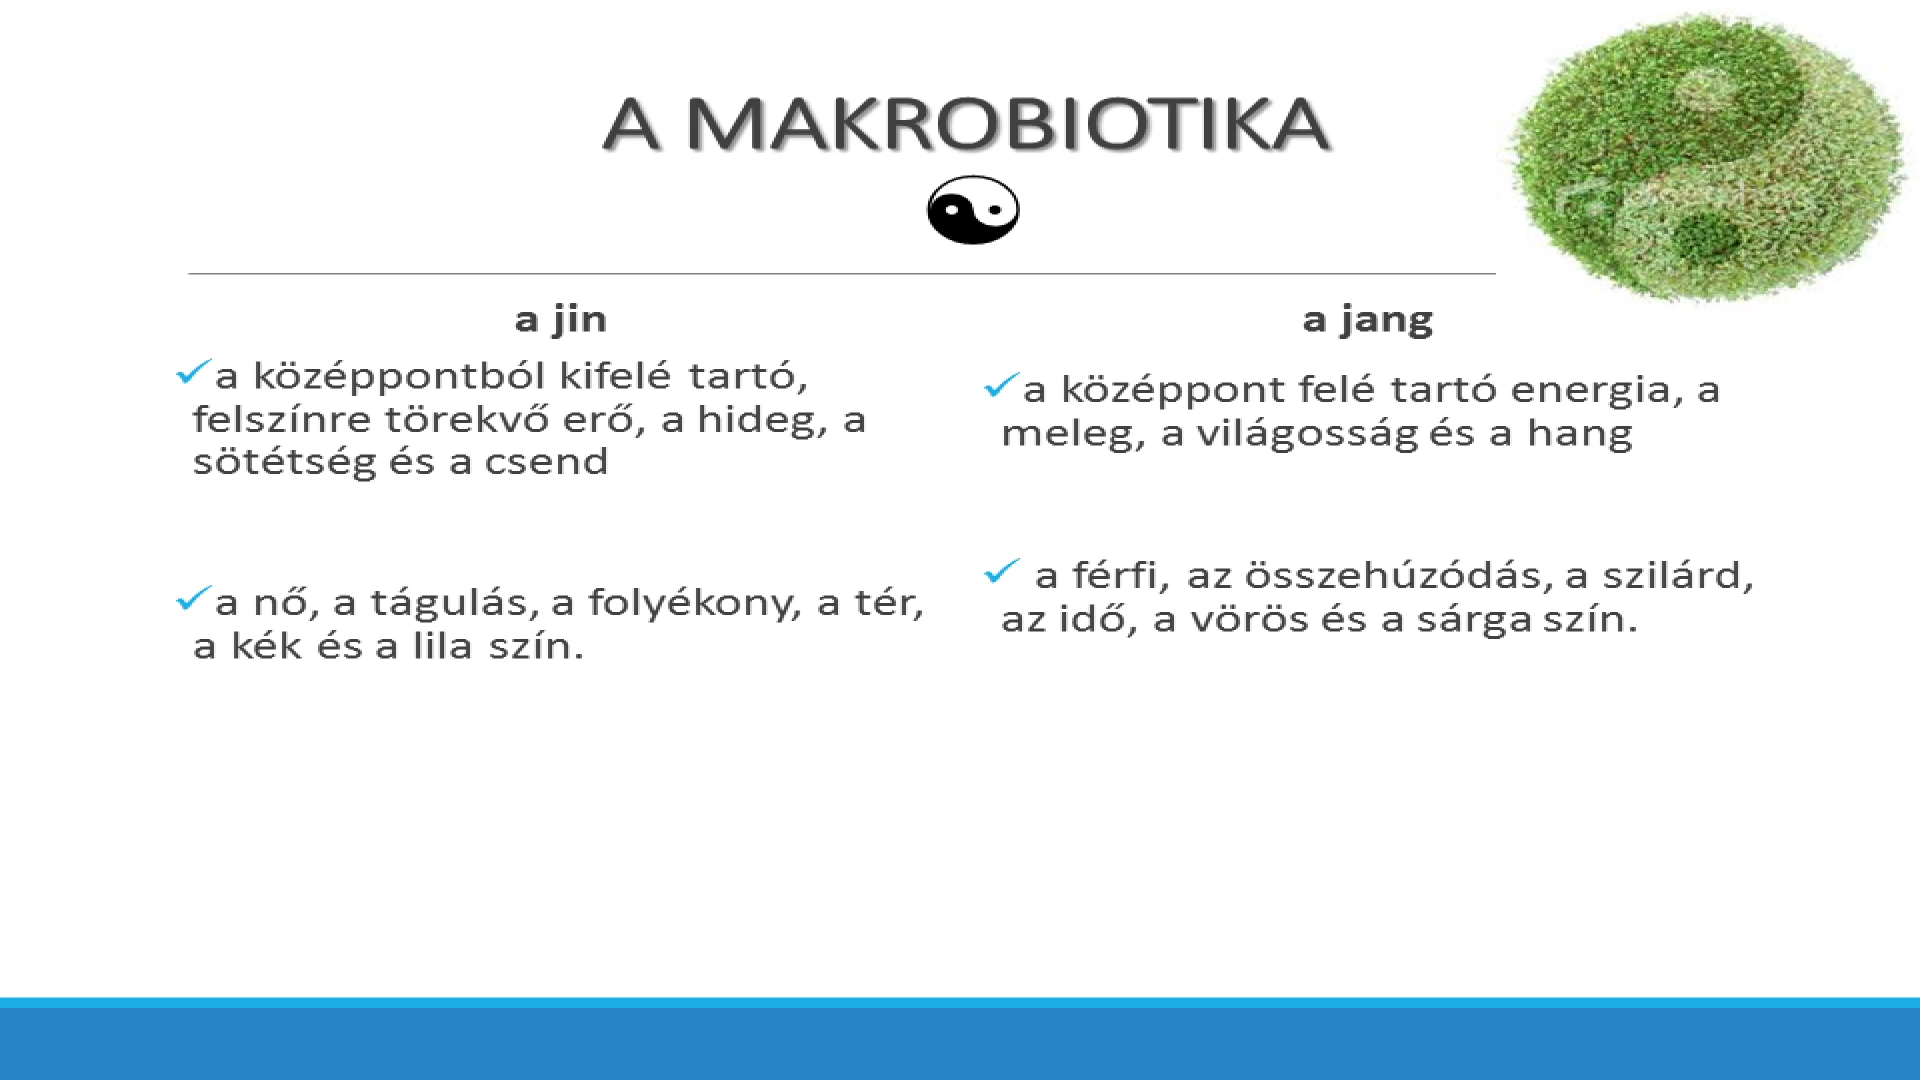 A MAKROBIOTIKA
a jin
a középpontból kifelé tartó,
felszínre törekvő erő, a hideg, a
sötétség és a csend
a nő, a tágulás, a folyékony, a tér,
a kék és a lila szín.
a jang
a középpont felé tartó energia, a
meleg, a világosság és a hang
a férfi, az összehúzódás, a szilárd,
az idő, a vörös és a sárga szín.